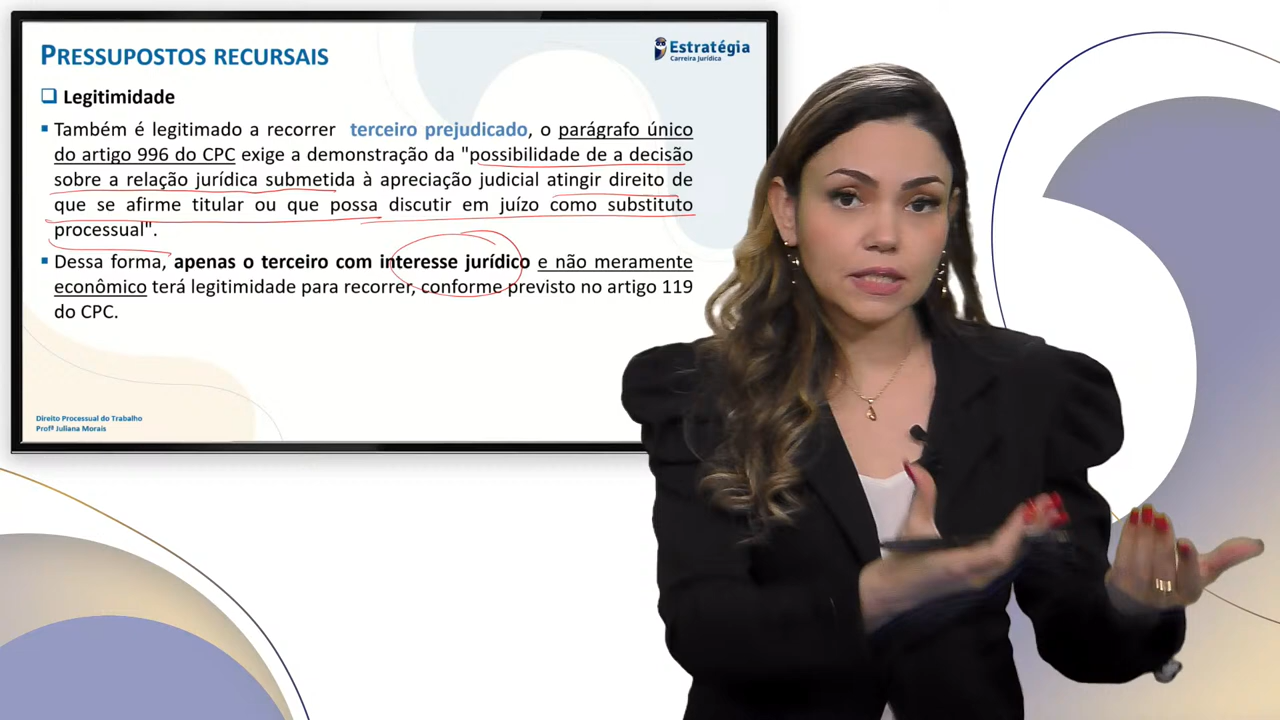 PRESSUPOSTOS RECURSAIS
Estratégia
Carreira Jurídica
Legitimidade
Também é legitimado a recorrer terceiro prejudicado, o parágrafo único
do artigo 996 do CPC exige a demonstração da "possibilidade de a decisão
sobre a relação jurídica submetida à apreciação judicial atingir direito de
que se afirme titular ou que possa discutir em juízo como substituto
processual".
Dessa forma, apenas o terceiro com interesse jurídico e não meramente
econômico terá legitimidade para recorrer, conforme previsto no artigo 119
do CPC.
Direito Processual do Trabalho
Profª Juliana Morais